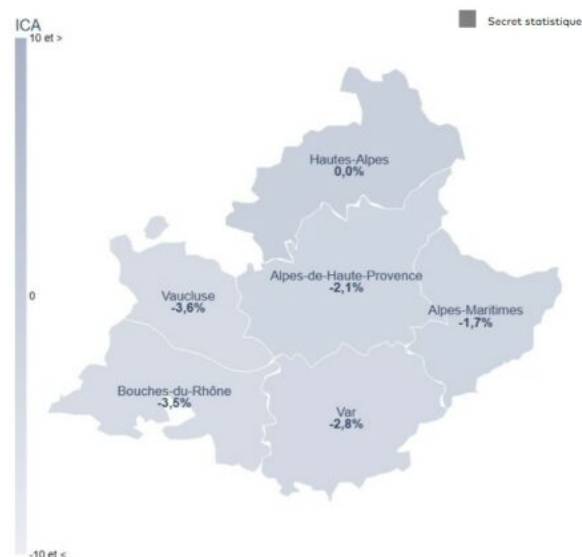 ICA
10 et >
Secret statistique
Hautes-Alpes
0,0%
Alpes-de-Haute-Provence
-2,1%
Vaucluse
-3,6%
0
Alpes-Maritimes
-1,7%
Bouches-du-Rhône
-3,5%
Var
-2,8%
-10 et <